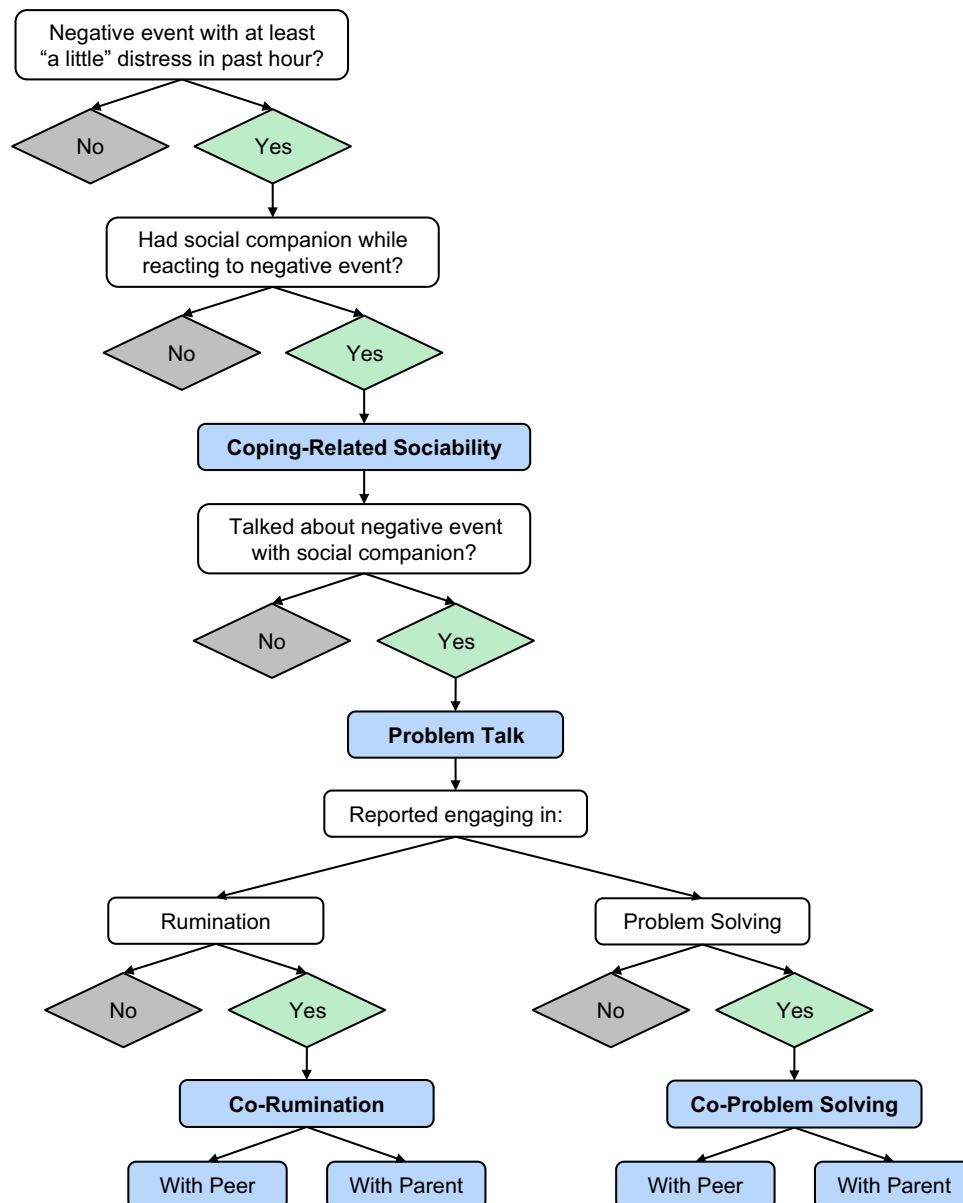 Negative event with at least
“a little” distress in past hour?
No
Yes
Had social companion while
reacting to negative event?
No
Yes
Coping-Related Sociability
Talked about negative event
with social companion?
No
Yes
Problem Talk
Reported engaging in:
Rumination
Problem Solving
No
Yes
No
Yes
Co-Rumination
Co-Problem Solving
With Peer
With Parent
With Peer
With Parent